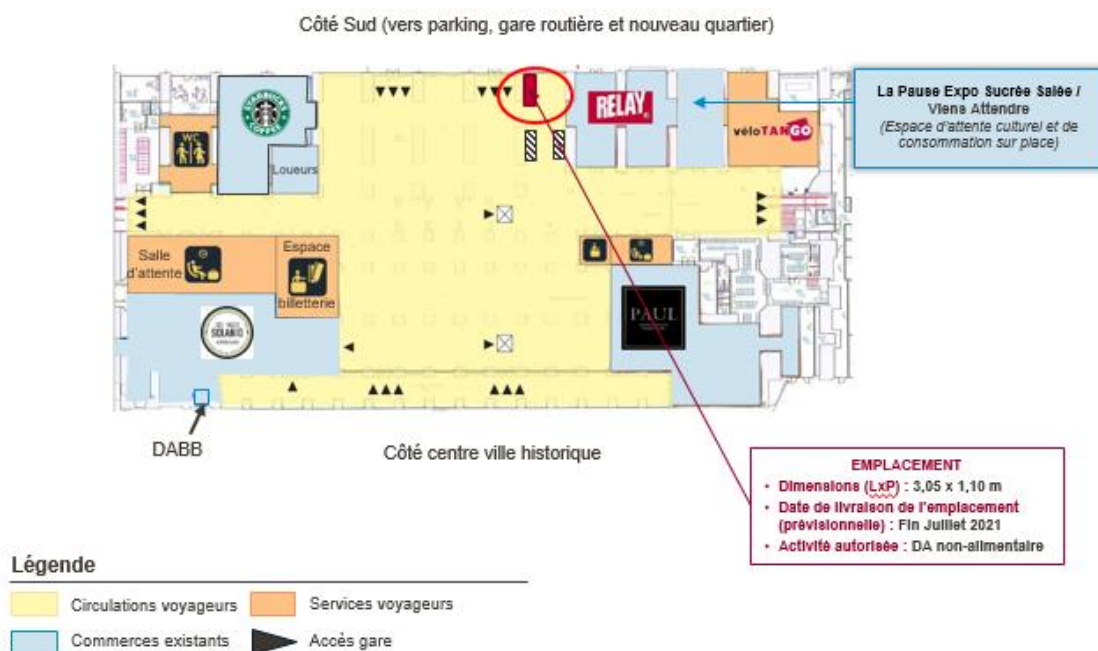 Côté Sud (vers parking, gare routière et nouveau quartier)
STARBUCKS
COFFEE
WC
Loueurs
RELAY
véloTANGO
La Pause Expo Sucrée Salée /
Viens Attendre
(Espace d'attente culturel et de
consommation sur place)
Salle
d'attente
Espace
billetterie
SOLANIO
PAUL
DABB
Côté centre ville historique
EMPLACEMENT
• Dimensions (LxP) : 3,05 x 1,10 m
• Date de livraison de l'emplacement
(prévisionnelle) : Fin Juillet 2021
• Activité autorisée : DA non-alimentaire
Légende
Circulations voyageurs
Services voyageurs
Commerces existants
Accès gare